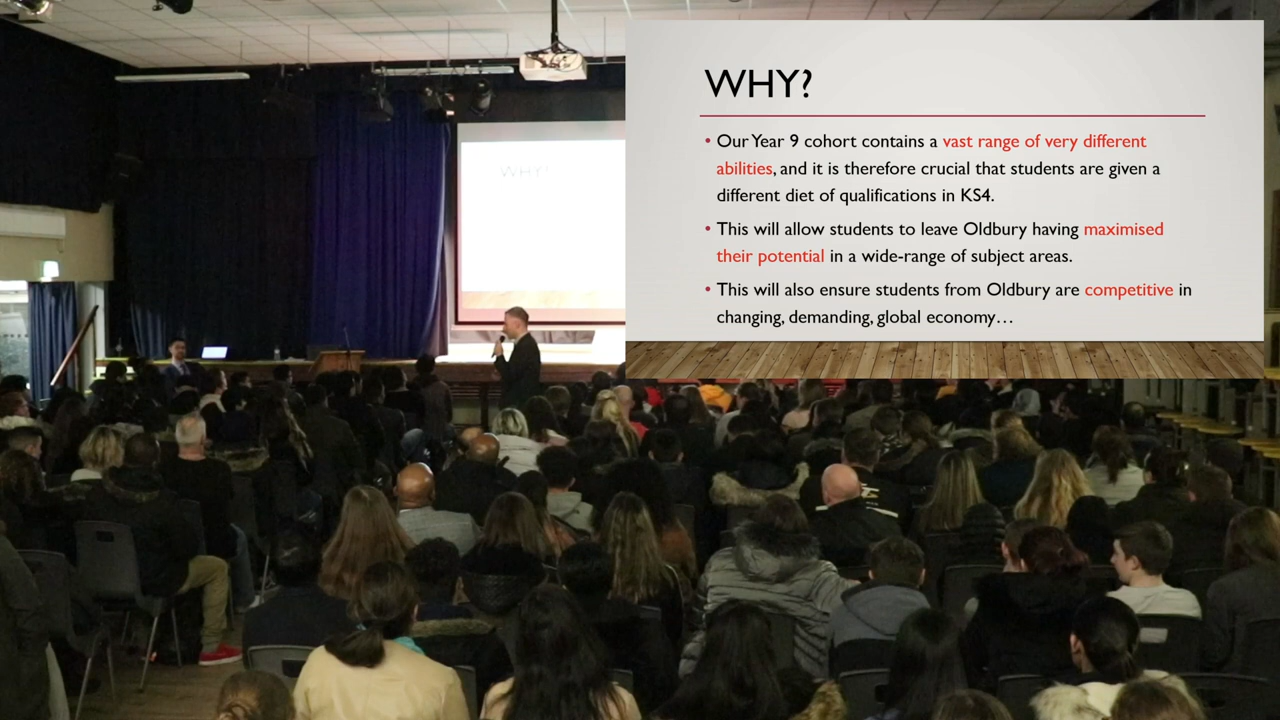 WHY?
• Our Year 9 cohort contains a vast range of very different
abilities, and it is therefore crucial that students are given a
different diet of qualifications in KS4.
• This will allow students to leave Oldbury having maximised
their potential in a wide-range of subject areas.
• This will also ensure students from Oldbury are competitive in
changing, demanding, global economy…
WHY?